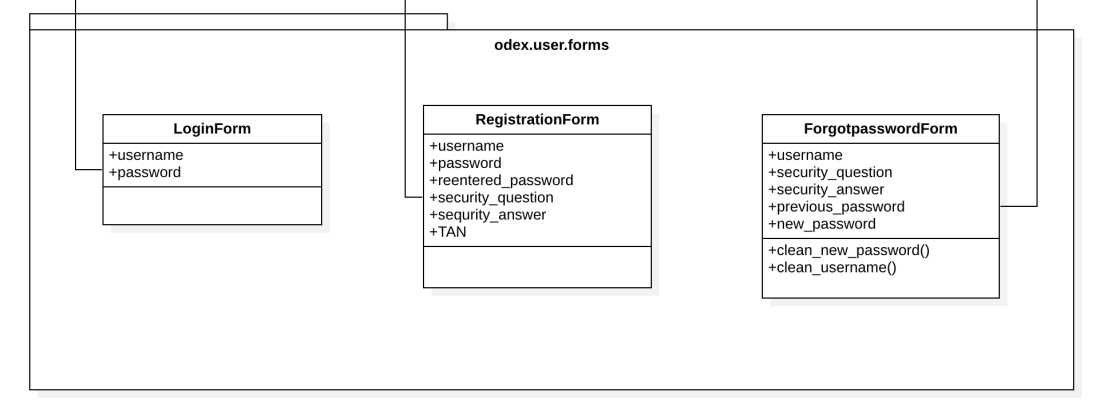 odex.user.forms
LoginForm
+username
+password
RegistrationForm
+username
+password
+reentered_password
+security_question
+sequrity_answer
+TAN
ForgotpasswordForm
+username
+security_question
+security_answer
+previous_password
+new_password
+clean_new_password()
+clean_username()